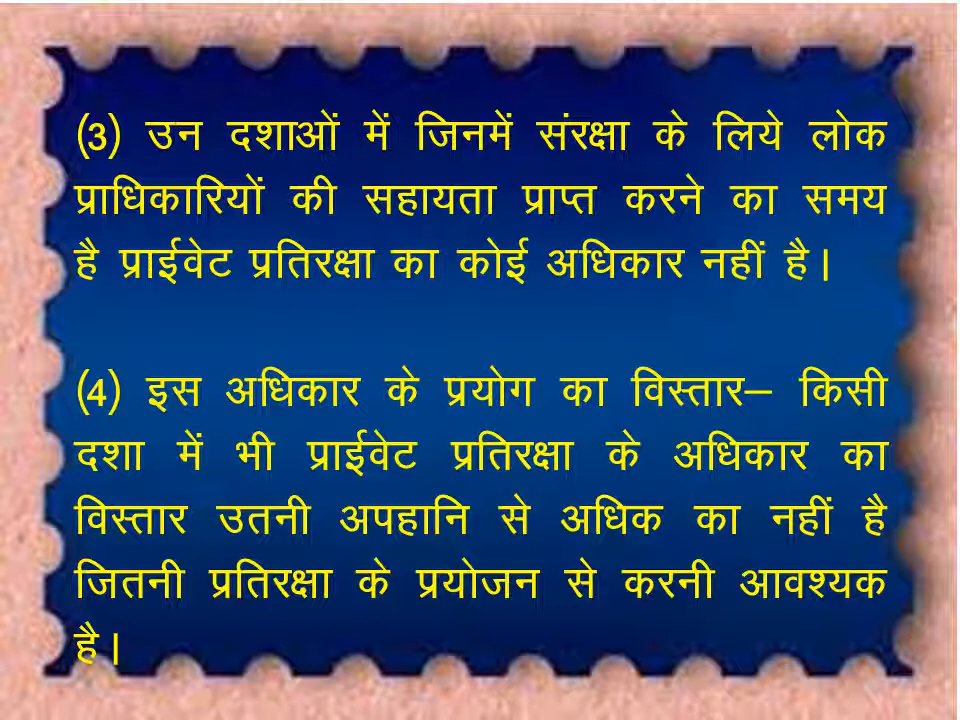 (3) उन दशाओं में जिनमें संरक्षा के लिये लोक
प्राधिकारियों की सहायता प्राप्त करने का समय
है प्राईवेट प्रतिरक्षा का कोई अधिकार नहीं है।
(4) इस अधिकार के प्रयोग का विस्तार– किसी
दशा में भी प्राईवेट प्रतिरक्षा के अधिकार का
विस्तार उतनी अपहानि से अधिक का नहीं है
जितनी प्रतिरक्षा के प्रयोजन से करनी आवश्यक
है।